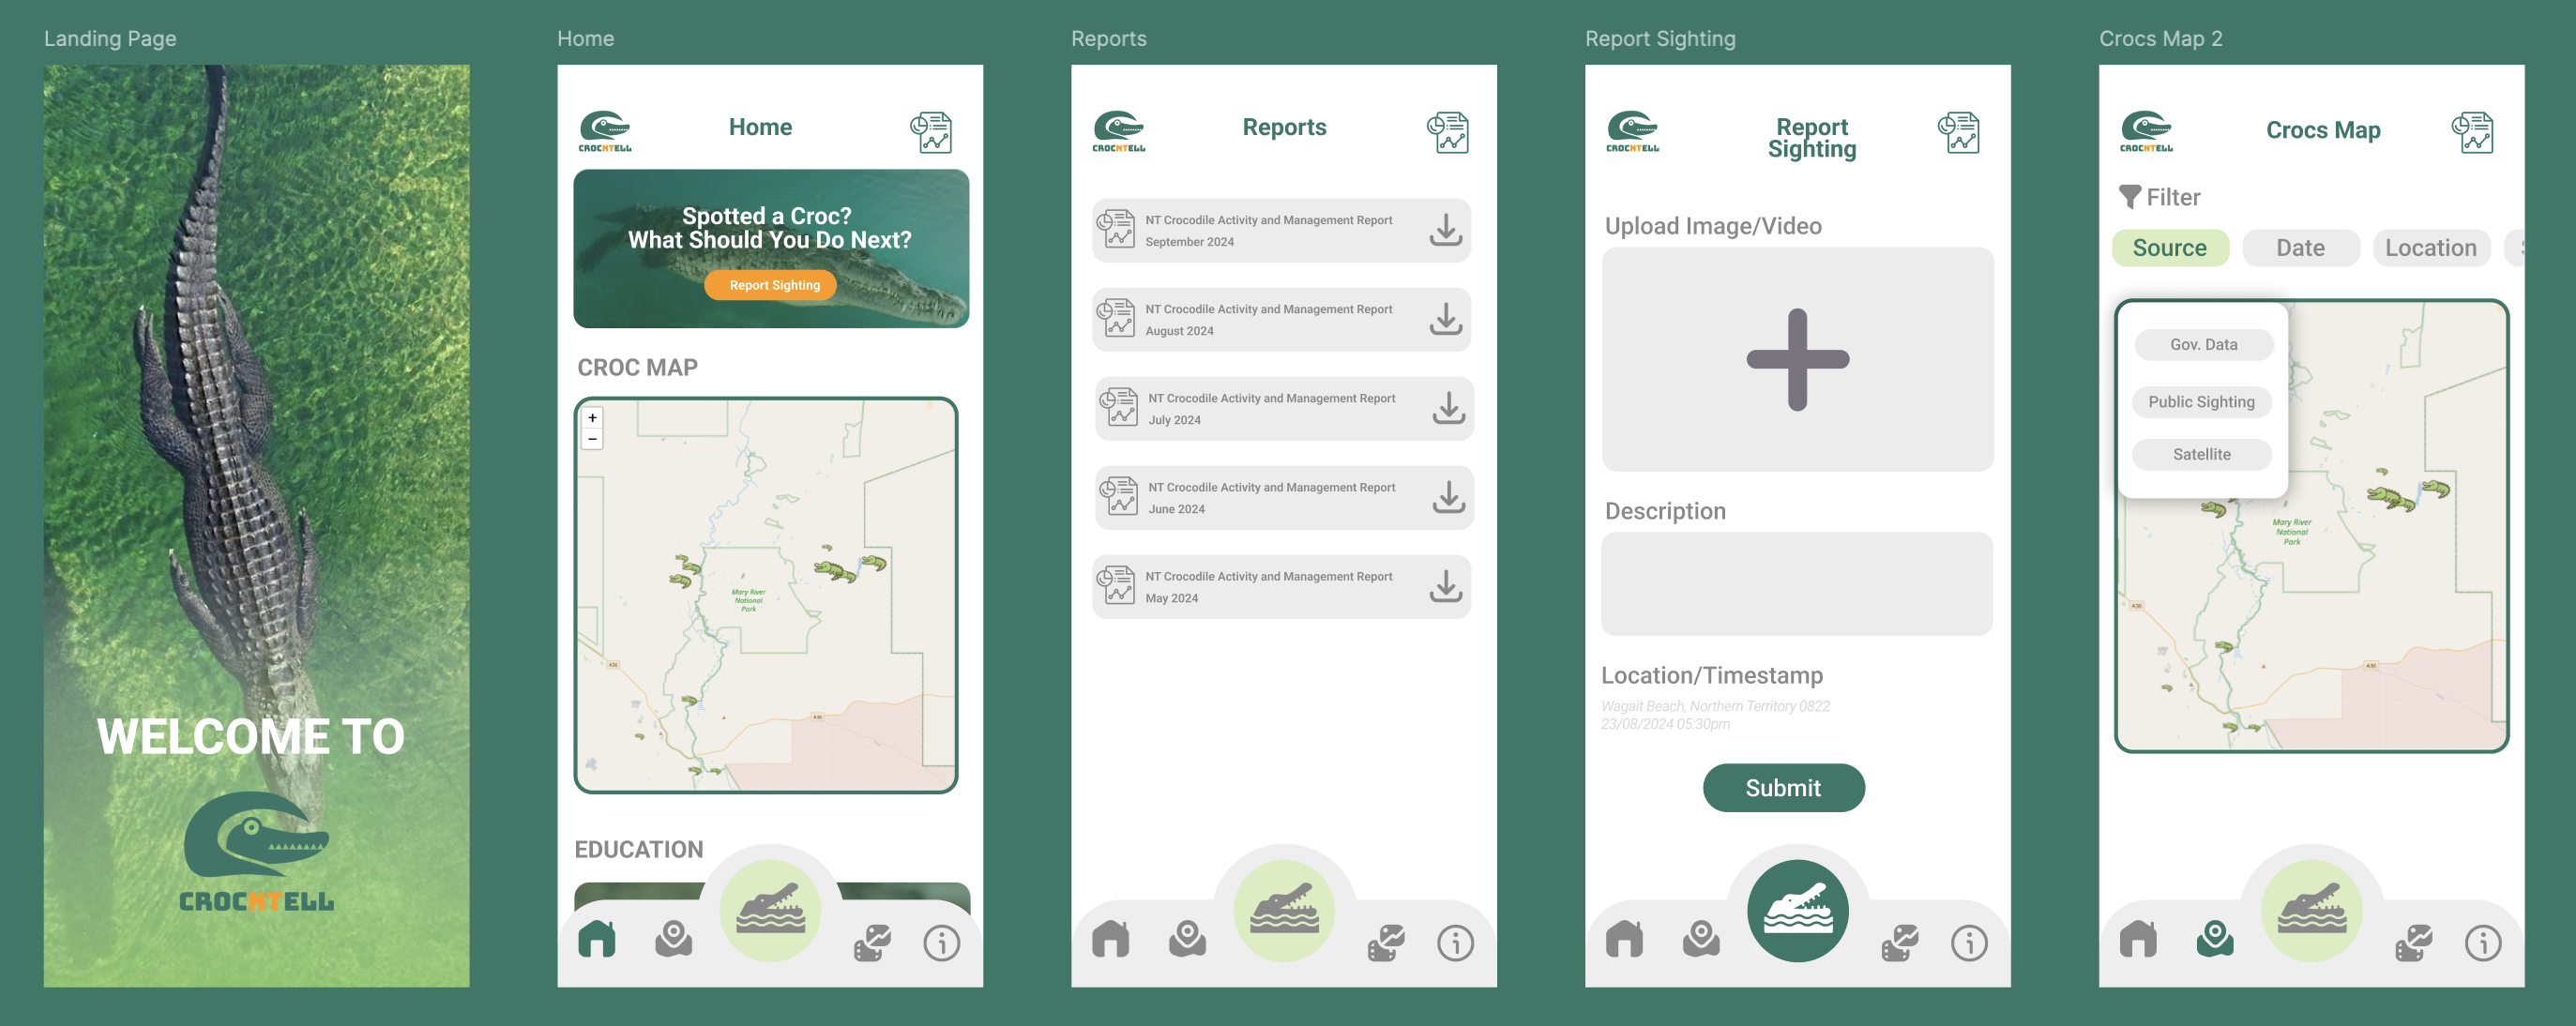 Landing Page
WELCOME TO
CROCNTELL
Home
CROCNTELL
Home
Spotted a Croc?
What Should You Do Next?
Report Sighting
CROC MAP
+
−
Mary River
National
Park
A36
A36
EDUCATION
Reports
CROCNTELL
Reports
NT Crocodile Activity and Management Report
September 2024
NT Crocodile Activity and Management Report
August 2024
NT Crocodile Activity and Management Report
July 2024
NT Crocodile Activity and Management Report
June 2024
NT Crocodile Activity and Management Report
May 2024
Report Sighting
CROCNTELL
Report
Sighting
Upload Image/Video
Description
Location/Timestamp
Wagait Beach, Northern Territory 0822
23/08/2024 05:30pm
Submit
Crocs Map 2
CROCNTELL
Crocs Map
Filter
Source
Date
Location
Gov. Data
Public Sighting
Satellite
Mary River
National
Park
A36
A36